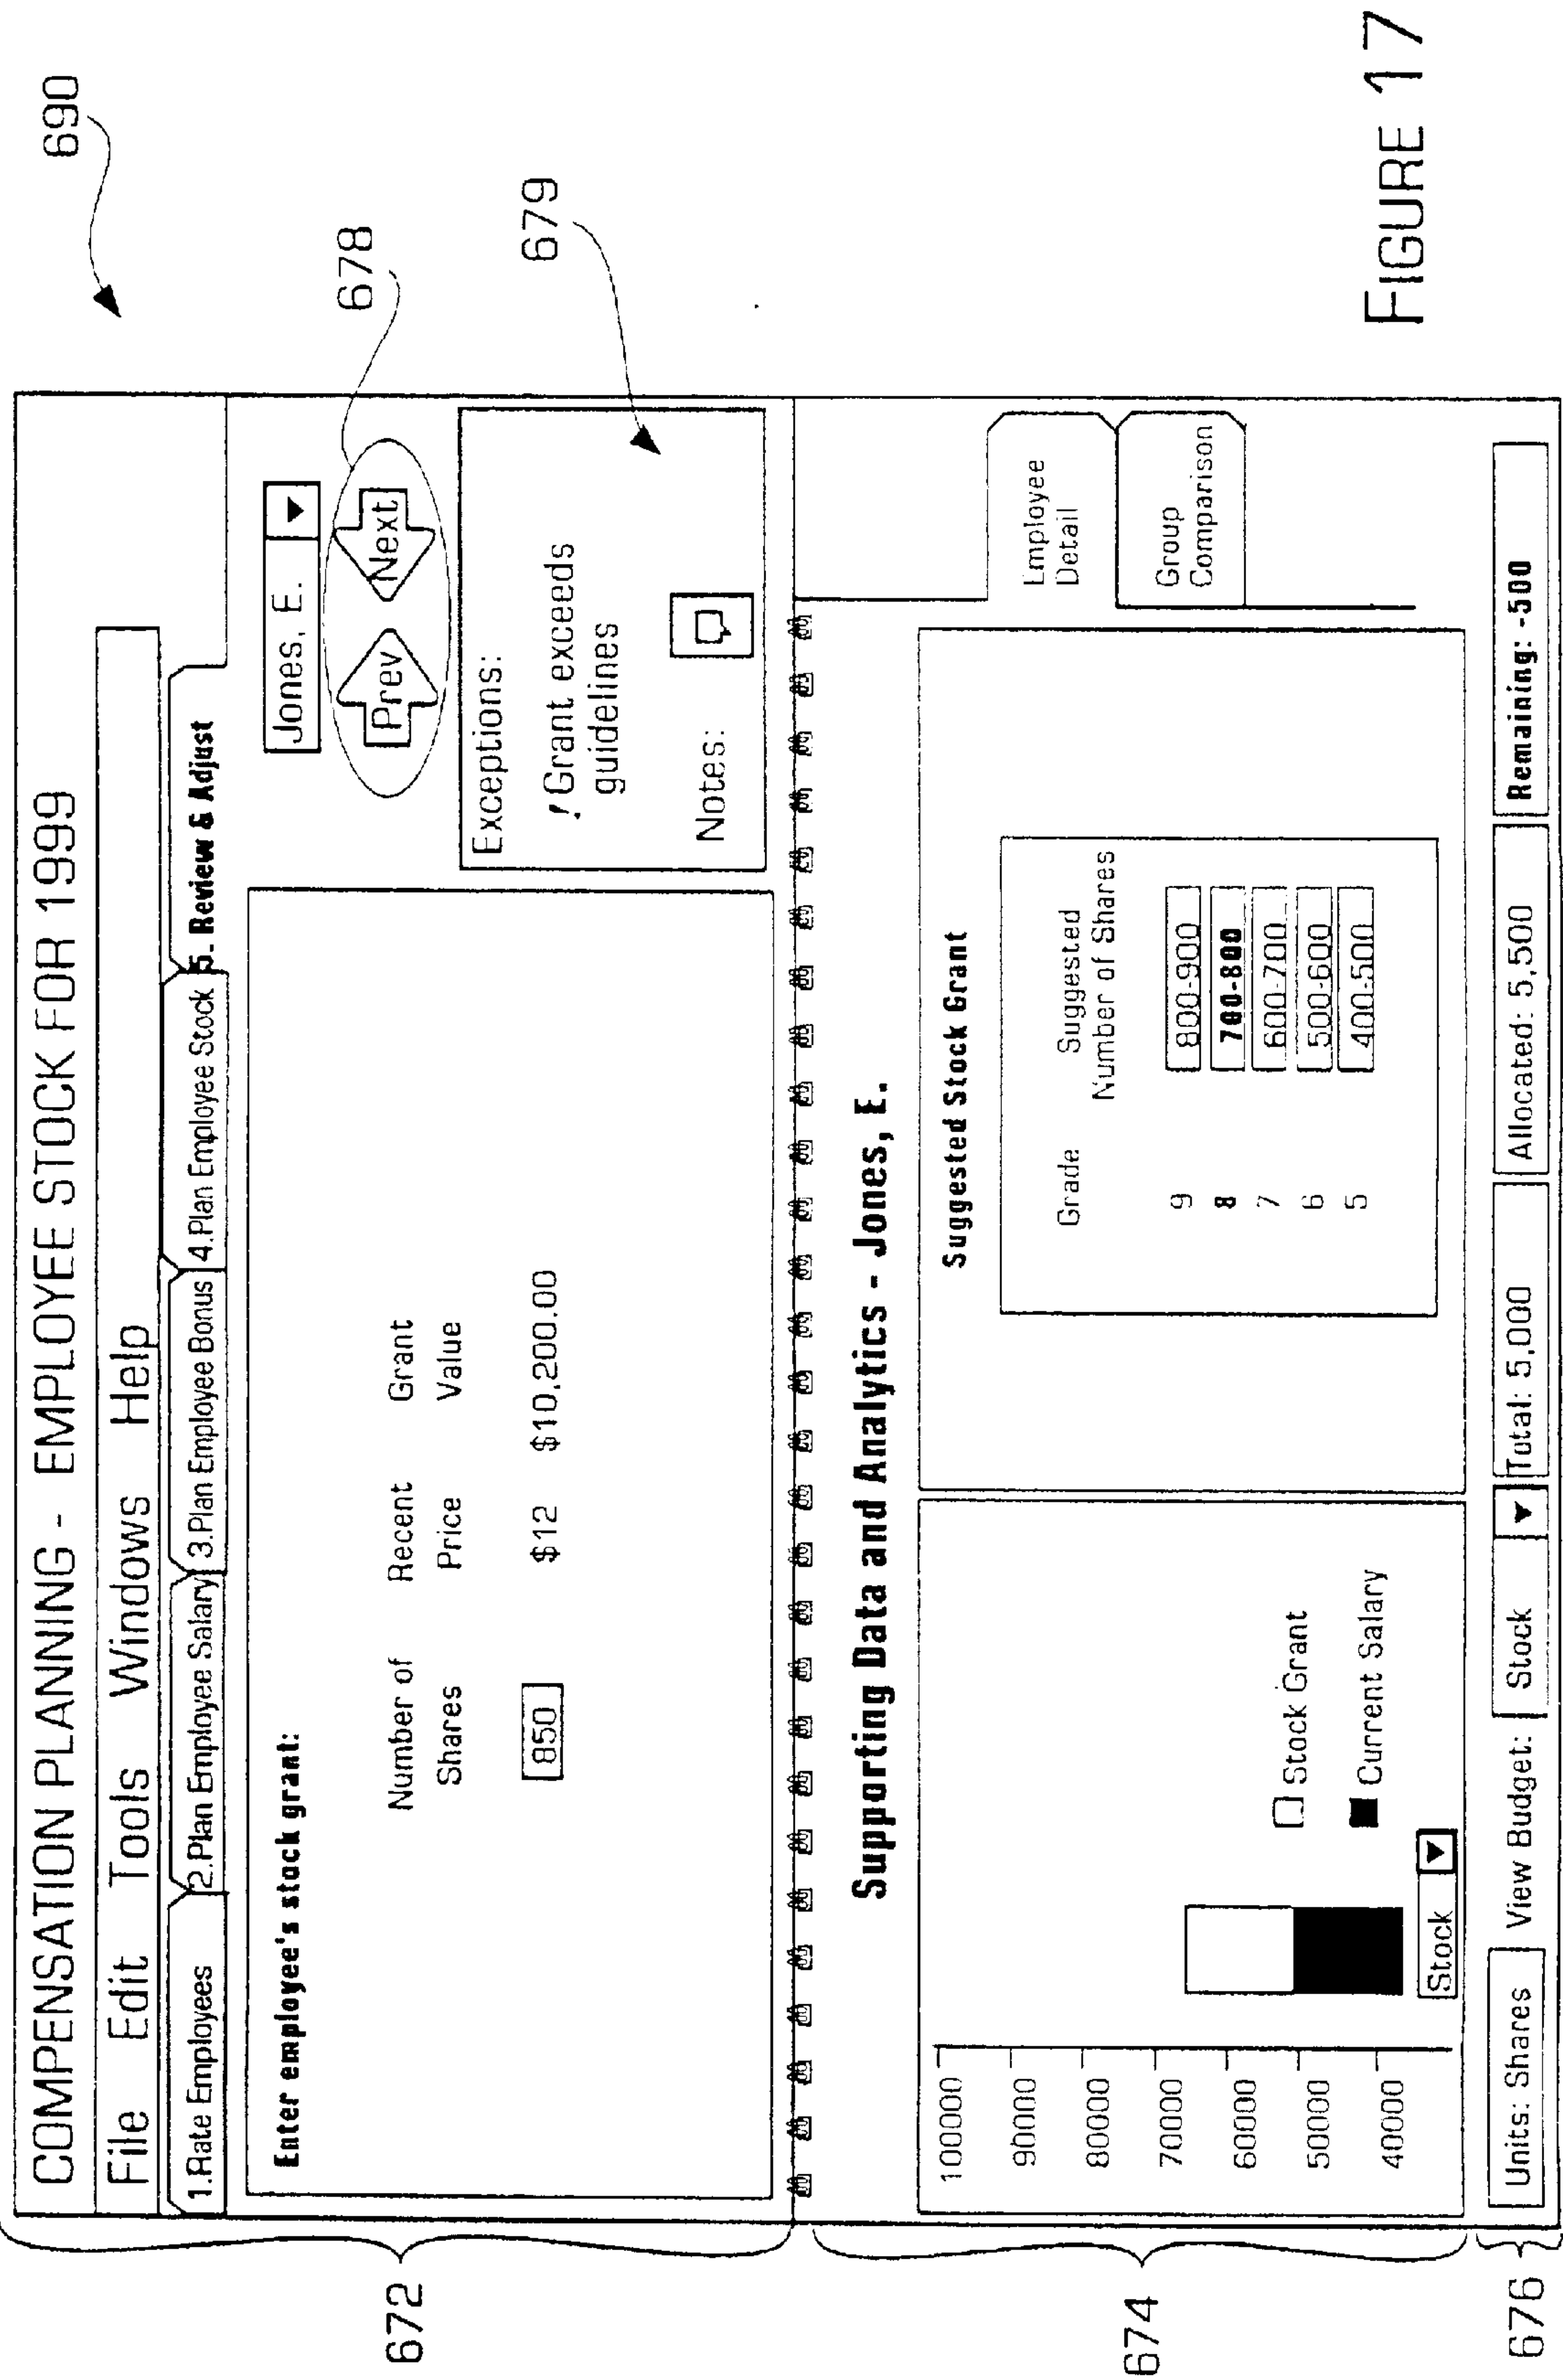 690
COMPENSATION PLANNING - EMPLOYEE STOCK FOR 1999
File Edit Tools Windows Help
1.Rate Employees 2.Plan Employee Salary 3.Plan Employee Bonus 4.Plan Employee Stock 5. Review & Adjust
672
Enter employee's stock grant:
Number of Shares
Recent Price
Grant Value
850 $12 $10,200.00
Jones, E.
Prev Next
678
Exceptions:
! Grant exceeds
guidelines
Notes:
679
674
Supporting Data and Analytics - Jones, E.
100000
90000
80000
70000
60000
50000
40000
Stock Grant
Current Salary
Stock
Suggested Stock Grant
Grade
Suggested
Number of Shares
9 800-900
8 700-800
7 600-700
6 500-600
5 400-500
Employee
Detail
Group
Comparison
676
Units: Shares View Budget: Stock Total: 5,000 Allocated: 5,500 Remaining: -500
FIGURE 17